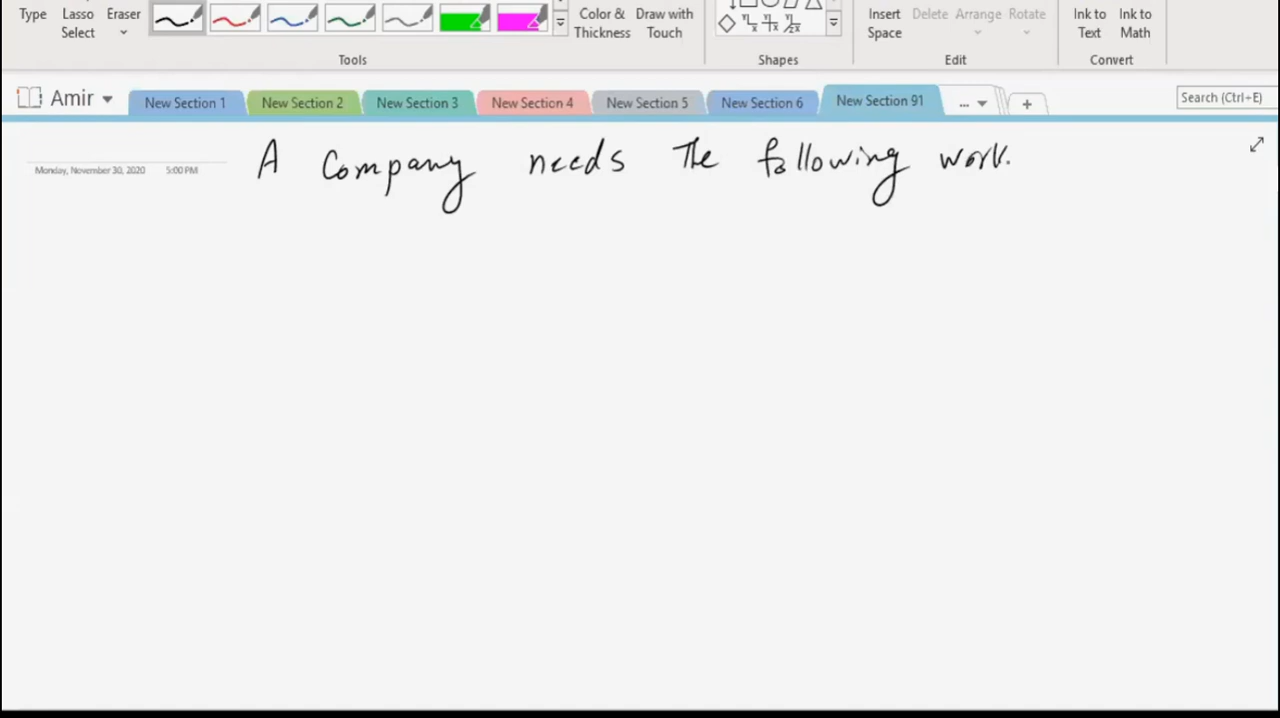 Type Lasso Select Eraser Color & Thickness Draw with Touch Insert Space Delete Arrange Rotate Ink to Text Ink to Math
Tools Shapes Edit Convert
Amir New Section 1 New Section 2 New Section 3 New Section 4 New Section 5 New Section 6 New Section 91 ... + Search (Ctrl+E)
A Company needs The following work.
Monday, November 30, 2020 5:00 PM